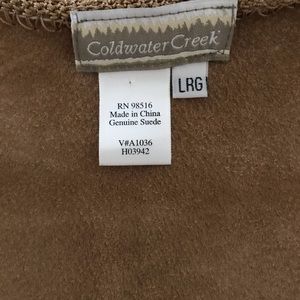 Coldwater Creek
LRG
RN 98516
Made in China
Genuine Suede
V#A1036
H03942